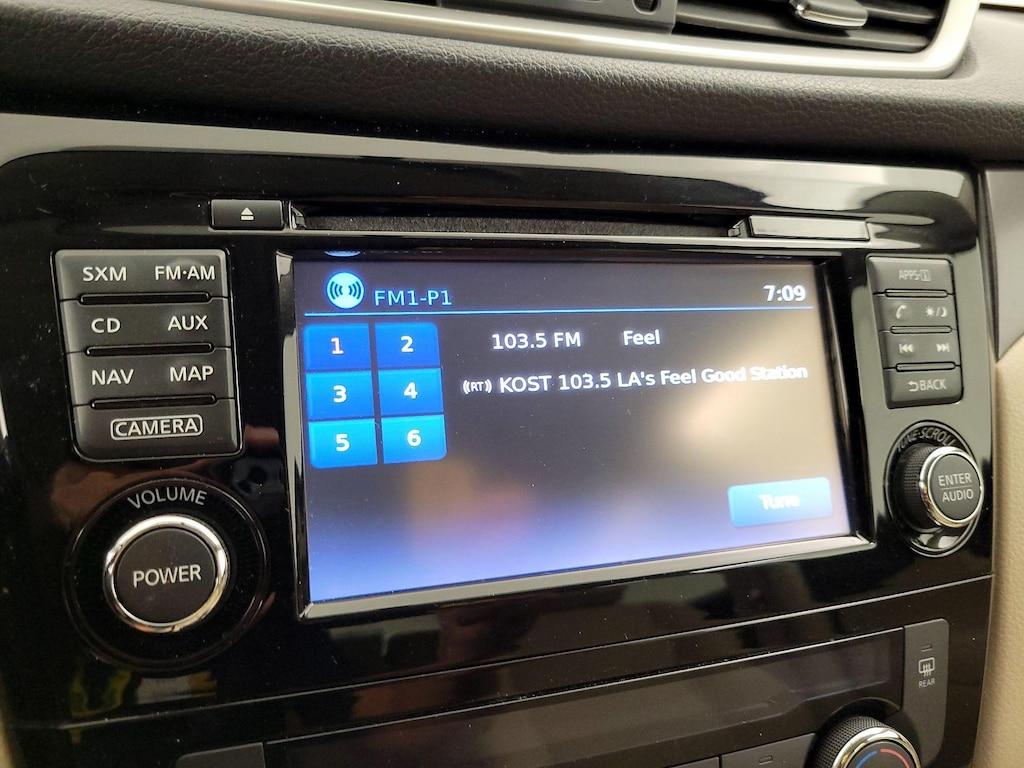 SXM FM·AM
CD AUX
NAV MAP
CAMERA
VOLUME
POWER
FM1-P1 7:09
1 2
3 4
5 6
103.5 FM Feel
((RT)) KOST 103.5 LA's Feel Good Station
Tune
APPS·i
BACK
TUNE·SCROLL
ENTER
AUDIO
REAR